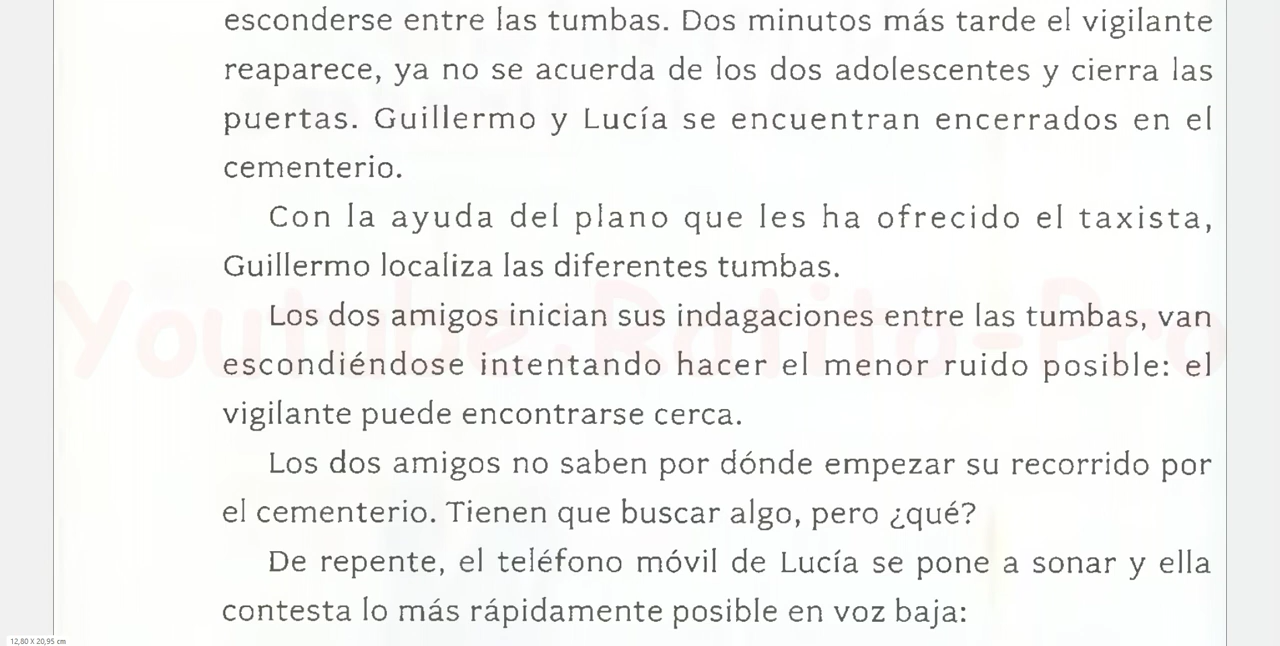 esconderse entre las tumbas. Dos minutos más tarde el vigilante
reaparece, ya no se acuerda de los dos adolescentes y cierra las
puertas. Guillermo y Lucía se encuentran encerrados en el
cementerio.
Con la ayuda del plano que les ha ofrecido el taxista,
Guillermo localiza las diferentes tumbas.
Los dos amigos inician sus indagaciones entre las tumbas, van
escondiéndose intentando hacer el menor ruido posible: el
vigilante puede encontrarse cerca.
Los dos amigos no saben por dónde empezar su recorrido por
el cementerio. Tienen que buscar algo, pero ¿qué?
De repente, el teléfono móvil de Lucía se pone a sonar y ella
contesta lo más rápidamente posible en voz baja:
12,80 X 20,95 cm